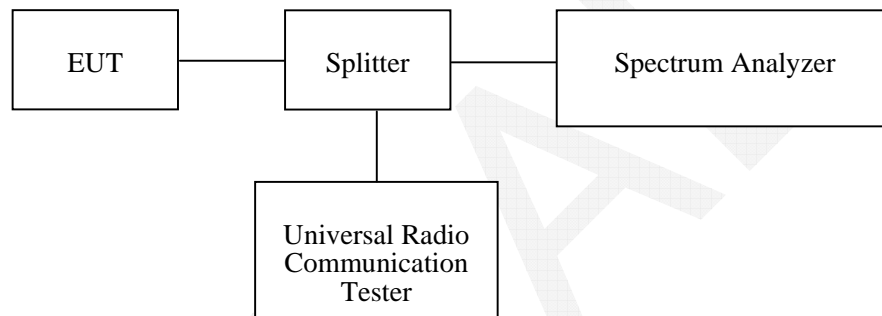 EUT
Splitter
Spectrum Analyzer
Universal Radio
Communication
Tester